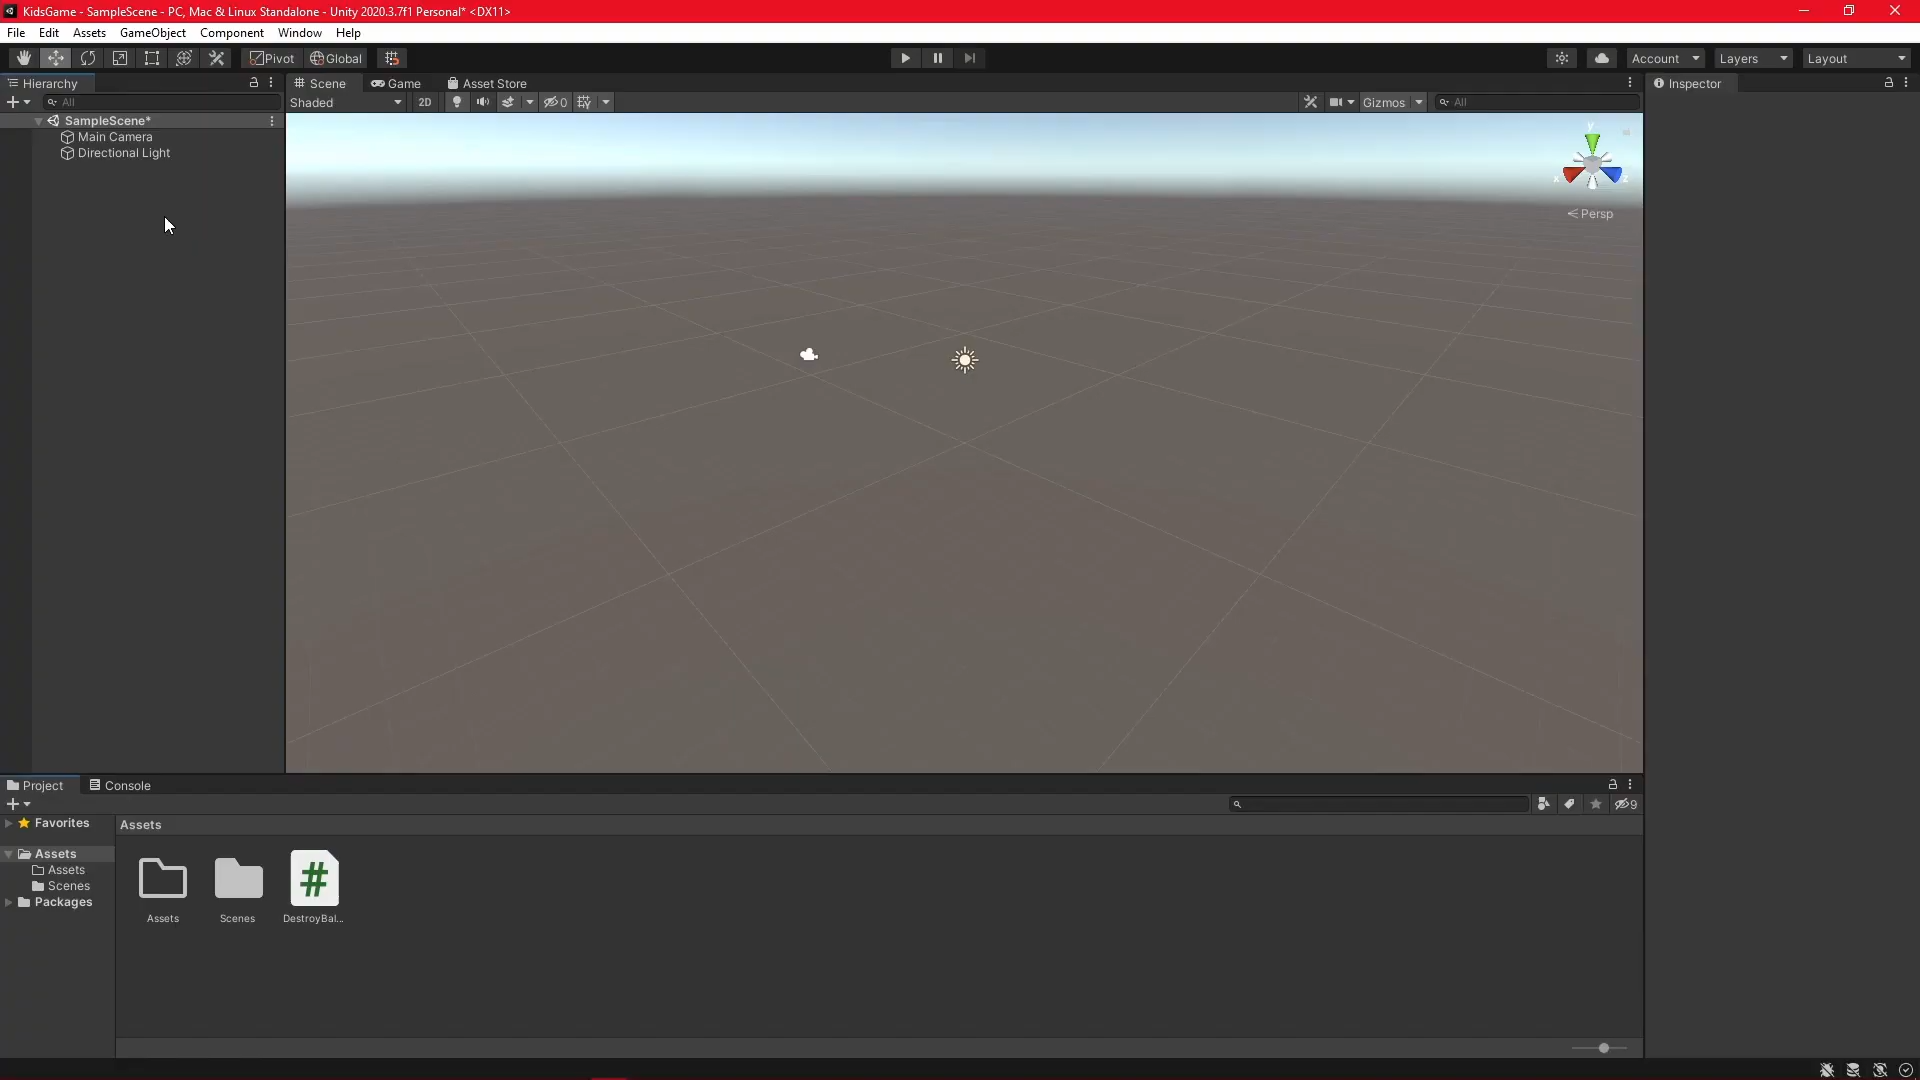 KidsGame - SampleScene - PC, Mac & Linux Standalone - Unity 2020.3.7f1 Personal* <DX11>
File Edit Assets GameObject Component Window Help
Pivot Global Account Layers Layout
Hierarchy Scene Game Asset Store Inspector
All Shaded 2D 0 Gizmos All
SampleScene*
Main Camera
Directional Light
y
x z
Persp
Project Console
9
Favorites
Assets
Assets
Assets
Scenes
Packages
Assets Scenes DestroyBal...